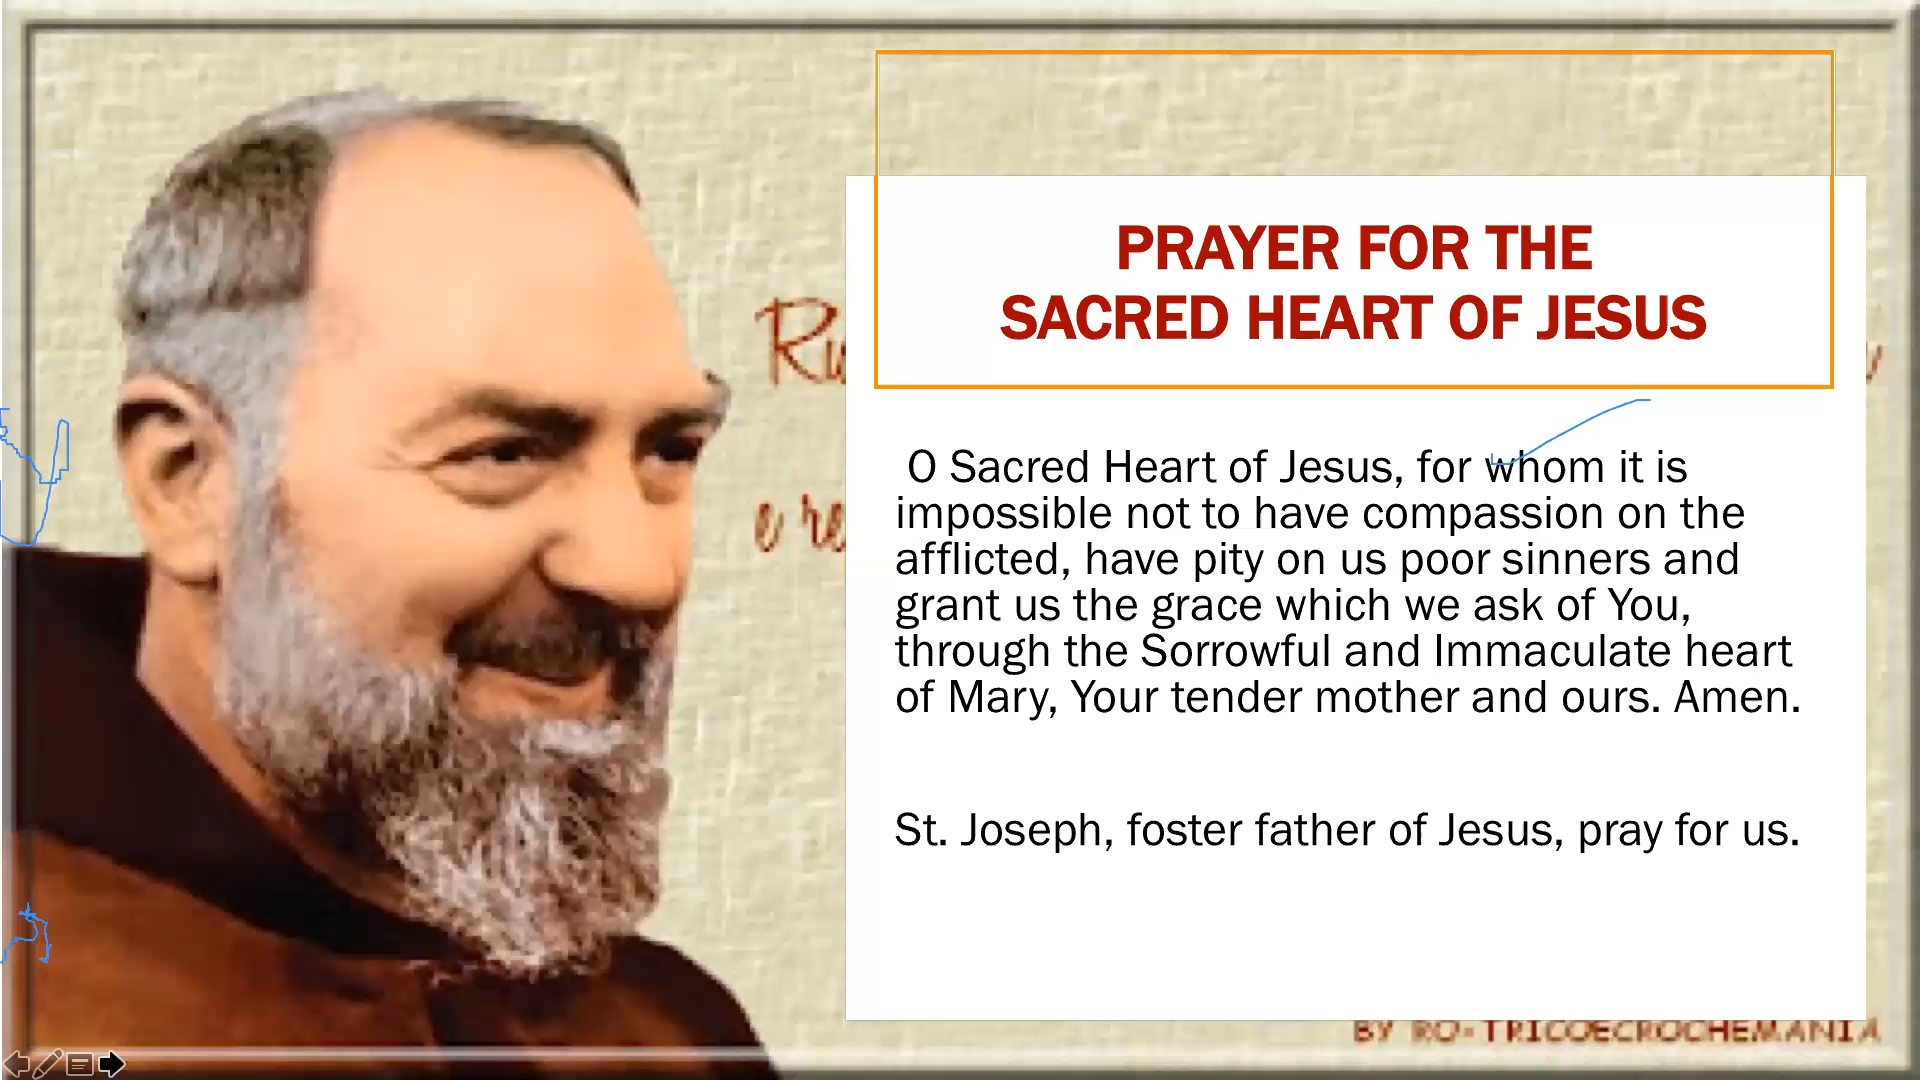 PRAYER FOR THE
SACRED HEART OF JESUS
O Sacred Heart of Jesus, for whom it is
impossible not to have compassion on the
afflicted, have pity on us poor sinners and
grant us the grace which we ask of You,
through the Sorrowful and Immaculate heart
of Mary, Your tender mother and ours. Amen.
St. Joseph, foster father of Jesus, pray for us.
e
BY RO-TRICOECROCHEMANIA